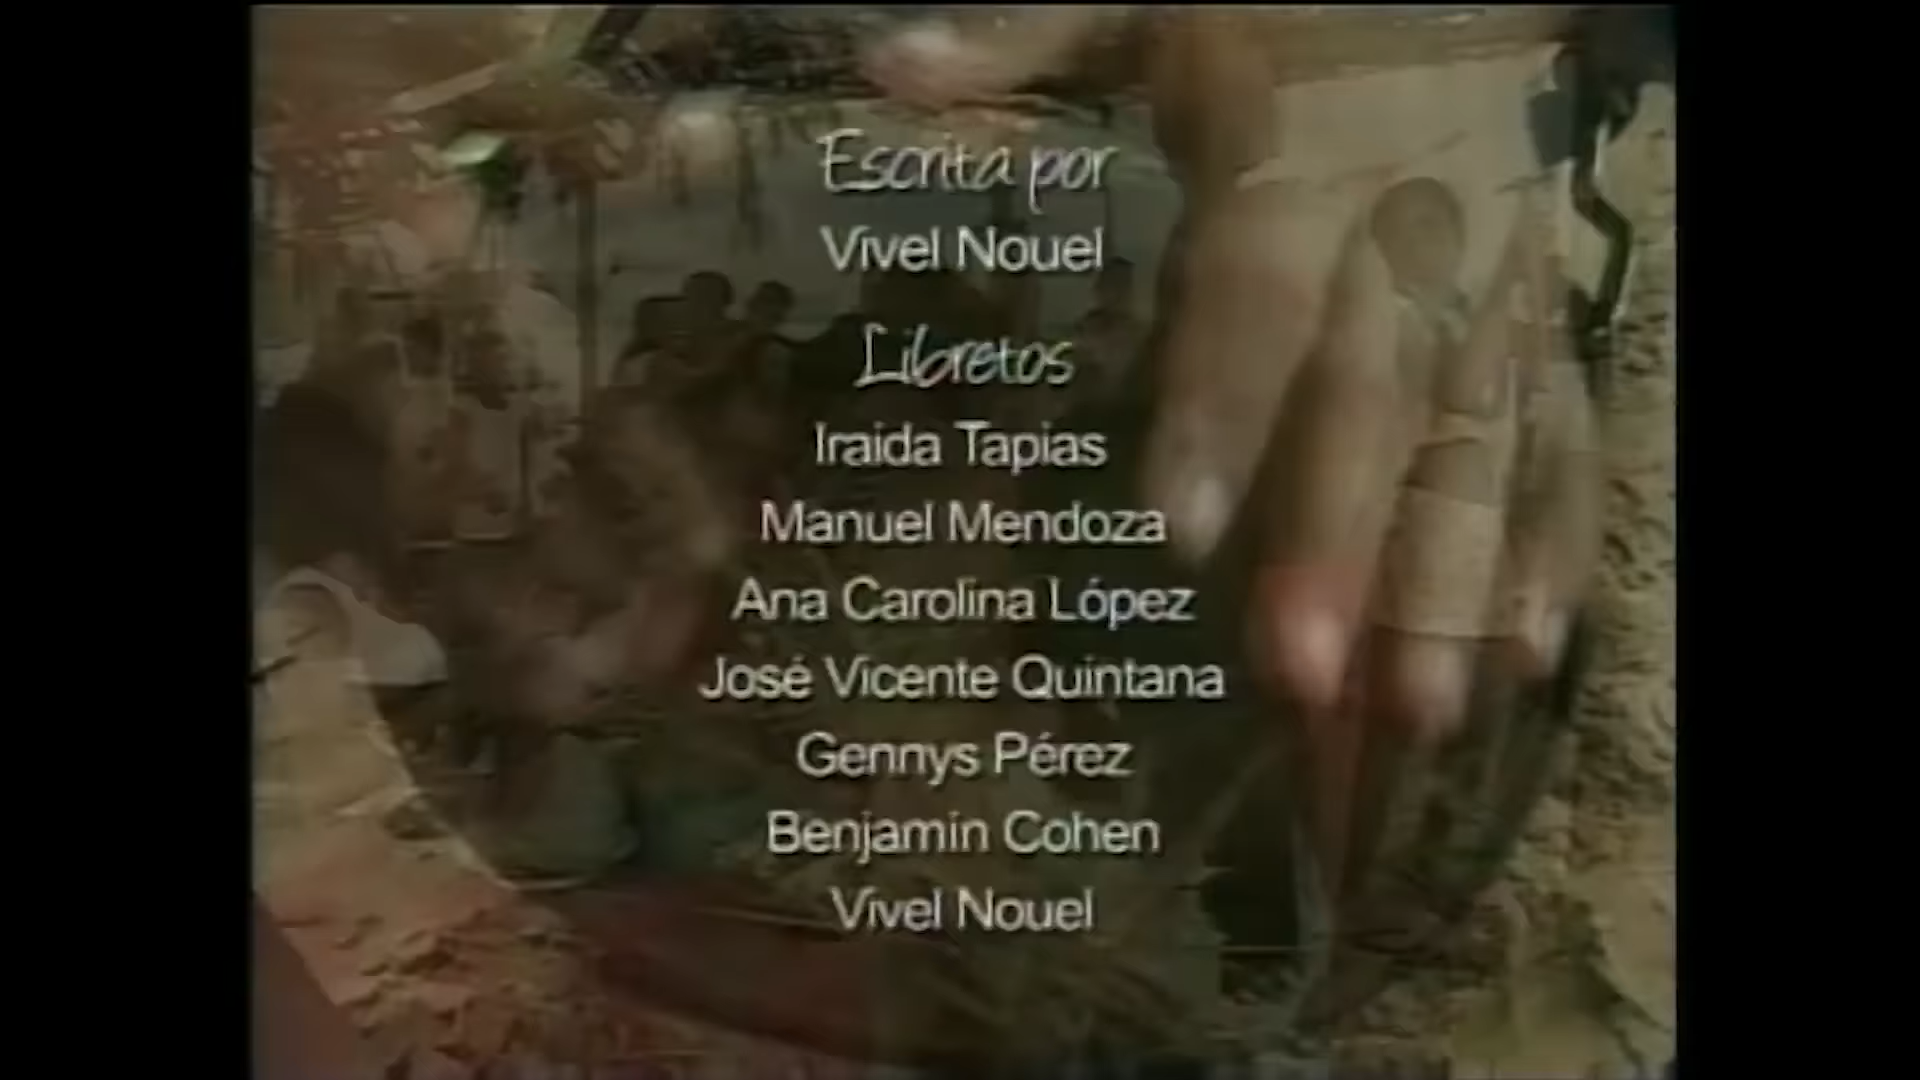 Escrita por
Vivel Nouel
Libretos
Iraida Tapias
Manuel Mendoza
Ana Carolina López
José Vicente Quintana
Gennys Pérez
Benjamín Cohen
Vivel Nouel